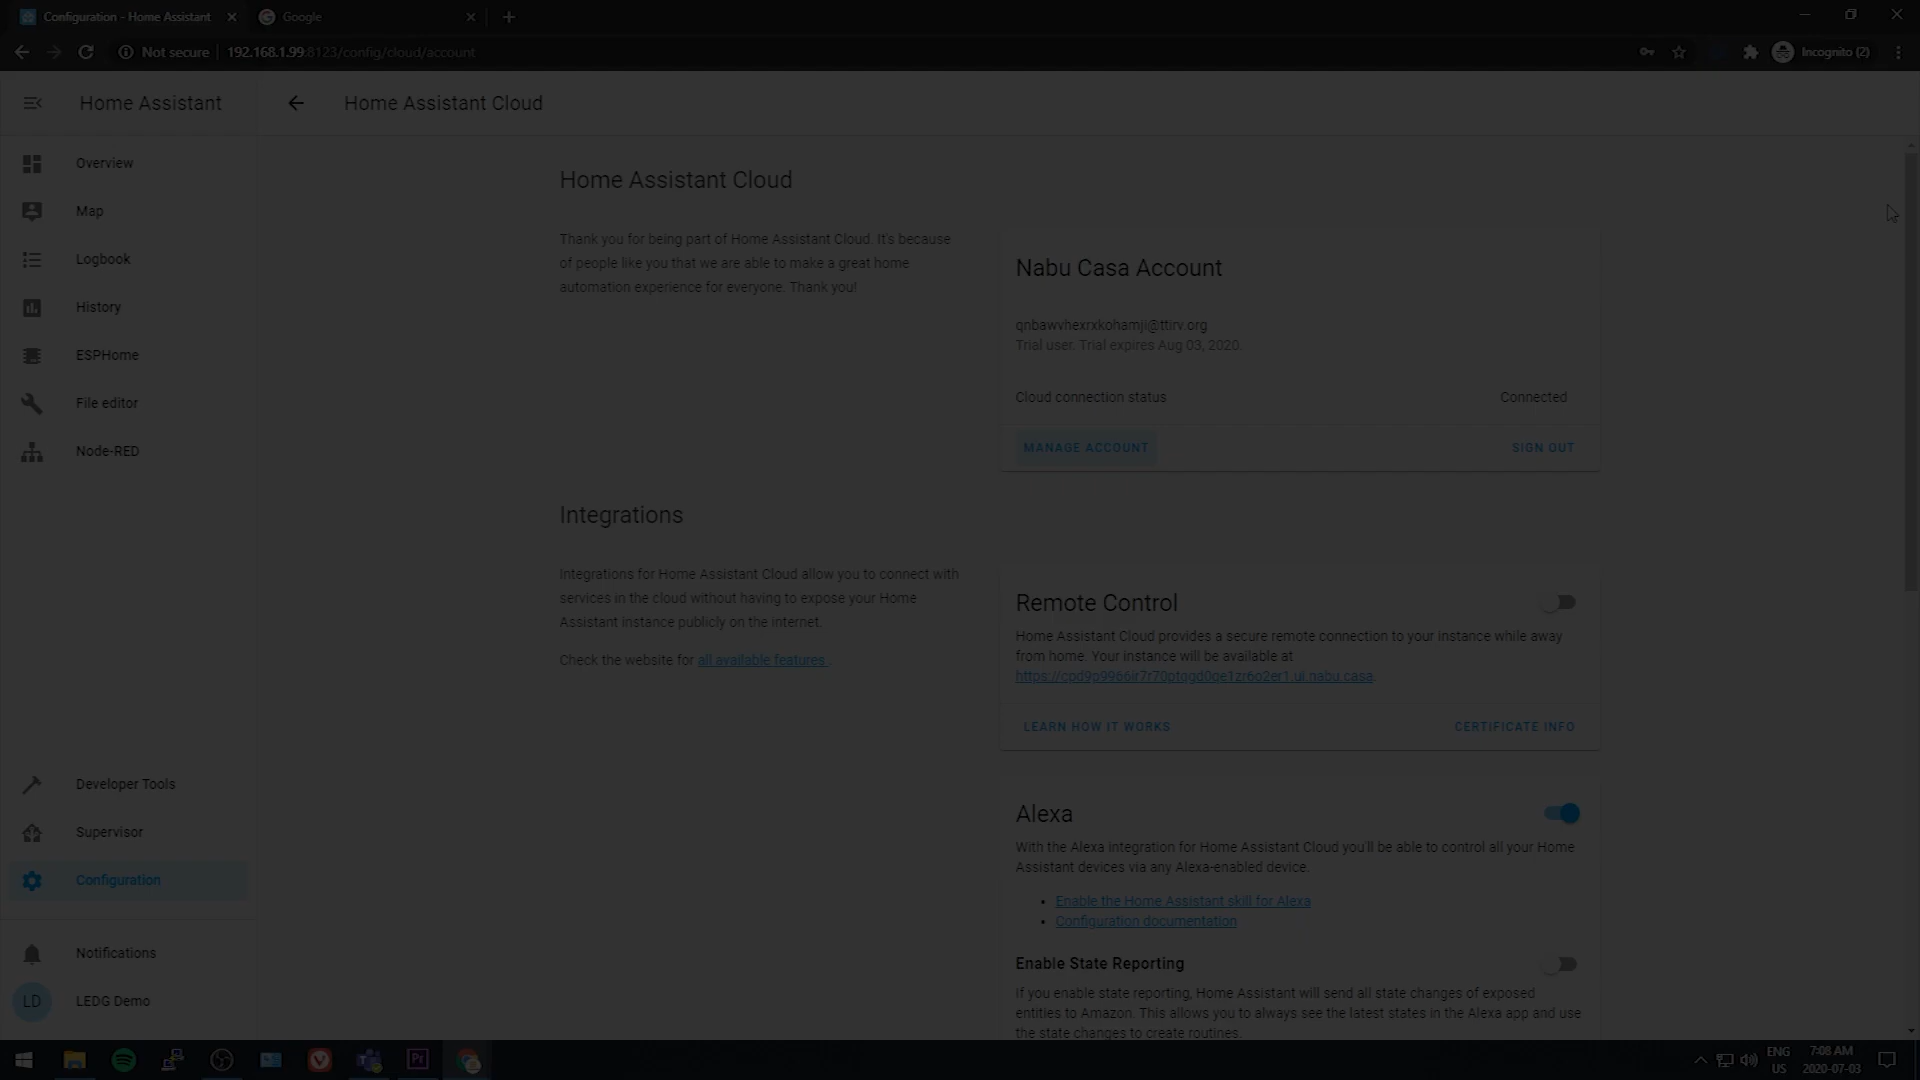 Configuration - Home Assistant
Google
Not secure
192.168.1.99:8123/config/cloud/account
Incognito (2)
Home Assistant
Home Assistant Cloud
Overview
Map
Logbook
History
ESPHome
File editor
Node-RED
Developer Tools
Supervisor
Configuration
Notifications
LD
LEDG Demo
Home Assistant Cloud
Thank you for being part of Home Assistant Cloud. It's because
of people like you that we are able to make a great home
automation experience for everyone. Thank you!
Nabu Casa Account
qnbawvhexrxkohamji@ttirv.org
Trial user. Trial expires Aug 03, 2020.
Cloud connection status
Connected
MANAGE ACCOUNT
SIGN OUT
Integrations
Integrations for Home Assistant Cloud allow you to connect with
services in the cloud without having to expose your Home
Assistant instance publicly on the internet.
Check the website for all available features .
Remote Control
Home Assistant Cloud provides a secure remote connection to your instance while away
from home. Your instance will be available at
LEARN HOW IT WORKS
CERTIFICATE INFO
Alexa
With the Alexa integration for Home Assistant Cloud you'll be able to control all your Home
Assistant devices via any Alexa-enabled device.
• Enable the Home Assistant skill for Alexa
• Configuration documentation
Enable State Reporting
If you enable state reporting, Home Assistant will send all state changes of exposed
entities to Amazon. This allows you to always see the latest states in the Alexa app and use
the state changes to create routines.
Pr
ENG
US
7:08 AM
2020-07-03